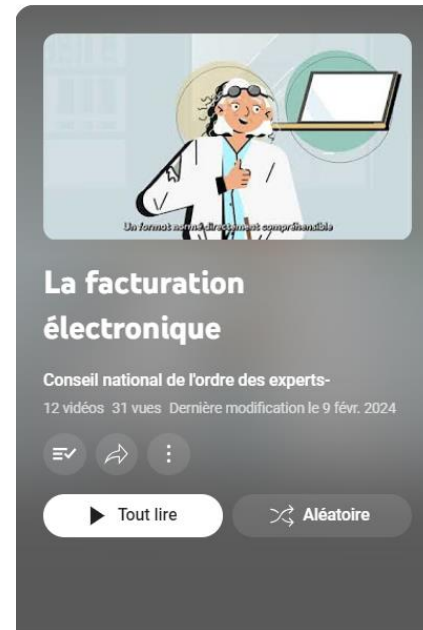 Un format normé directement compréhensible
La facturation
électronique
Conseil national de l'ordre des experts-
12 vidéos 31 vues Dernière modification le 9 févr. 2024
Tout lire
Aléatoire